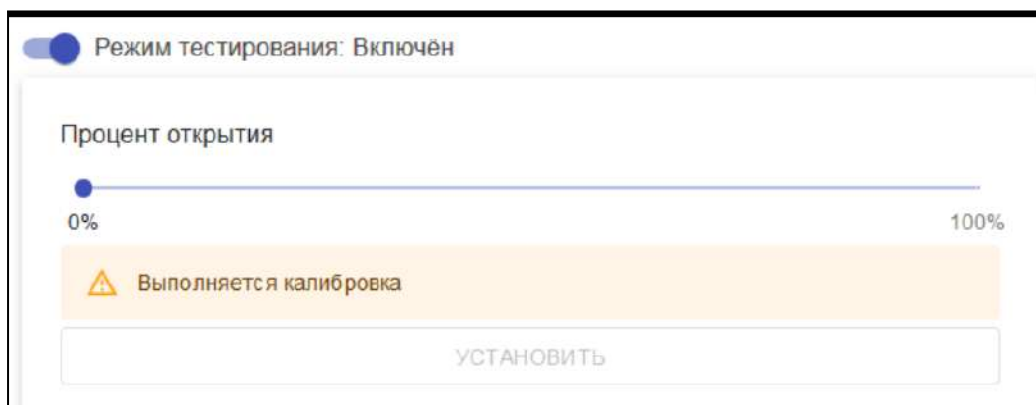 Режим тестирования: Включён
Процент открытия
0% 100%
Выполняется калибровка
УСТАНОВИТЬ